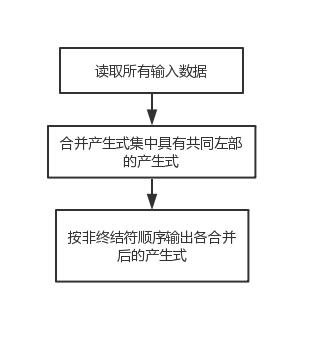 读取所有输入数据
合并产生式集中具有共同左部
的产生式
按非终结符顺序输出各合并
后的产生式